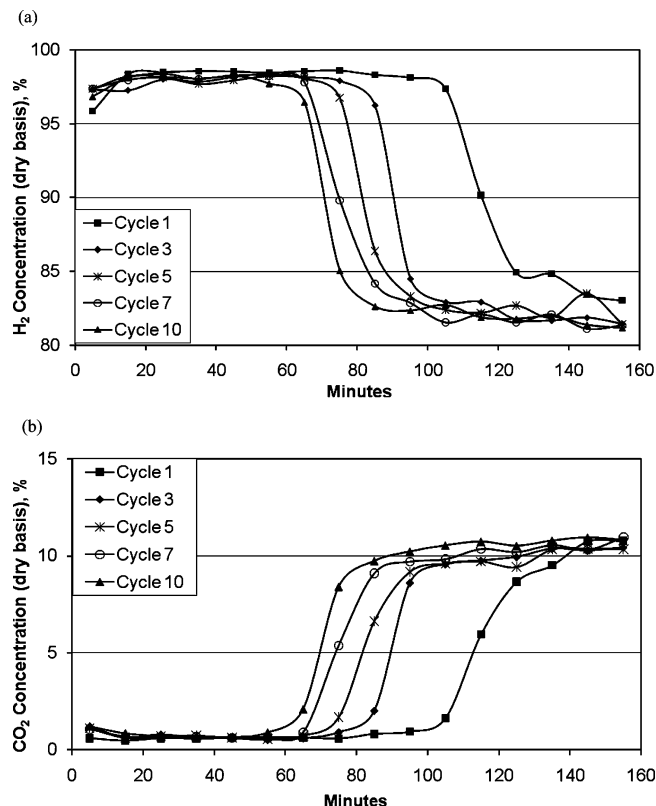 (a)
100
95
90
85
80
H₂ Concentration (dry basis), %
Cycle 1
Cycle 3
Cycle 5
Cycle 7
Cycle 10
0 20 40 60 80 100 120 140 160
Minutes
(b)
15
10
5
0
CO₂ Concentration (dry basis), %
Cycle 1
Cycle 3
Cycle 5
Cycle 7
Cycle 10
0 20 40 60 80 100 120 140 160
Minutes